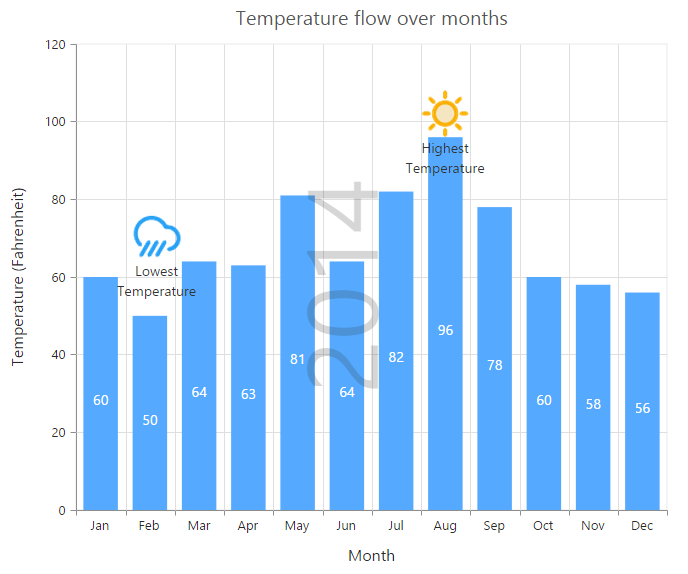 Temperature flow over months
Temperature (Fahrenheit)
120
100
80
60
40
20
0
Lowest
Temperature
Highest
Temperature
2014
60
50
64
63
81
64
82
96
78
60
58
56
Jan
Feb
Mar
Apr
May
Jun
Jul
Aug
Sep
Oct
Nov
Dec
Month